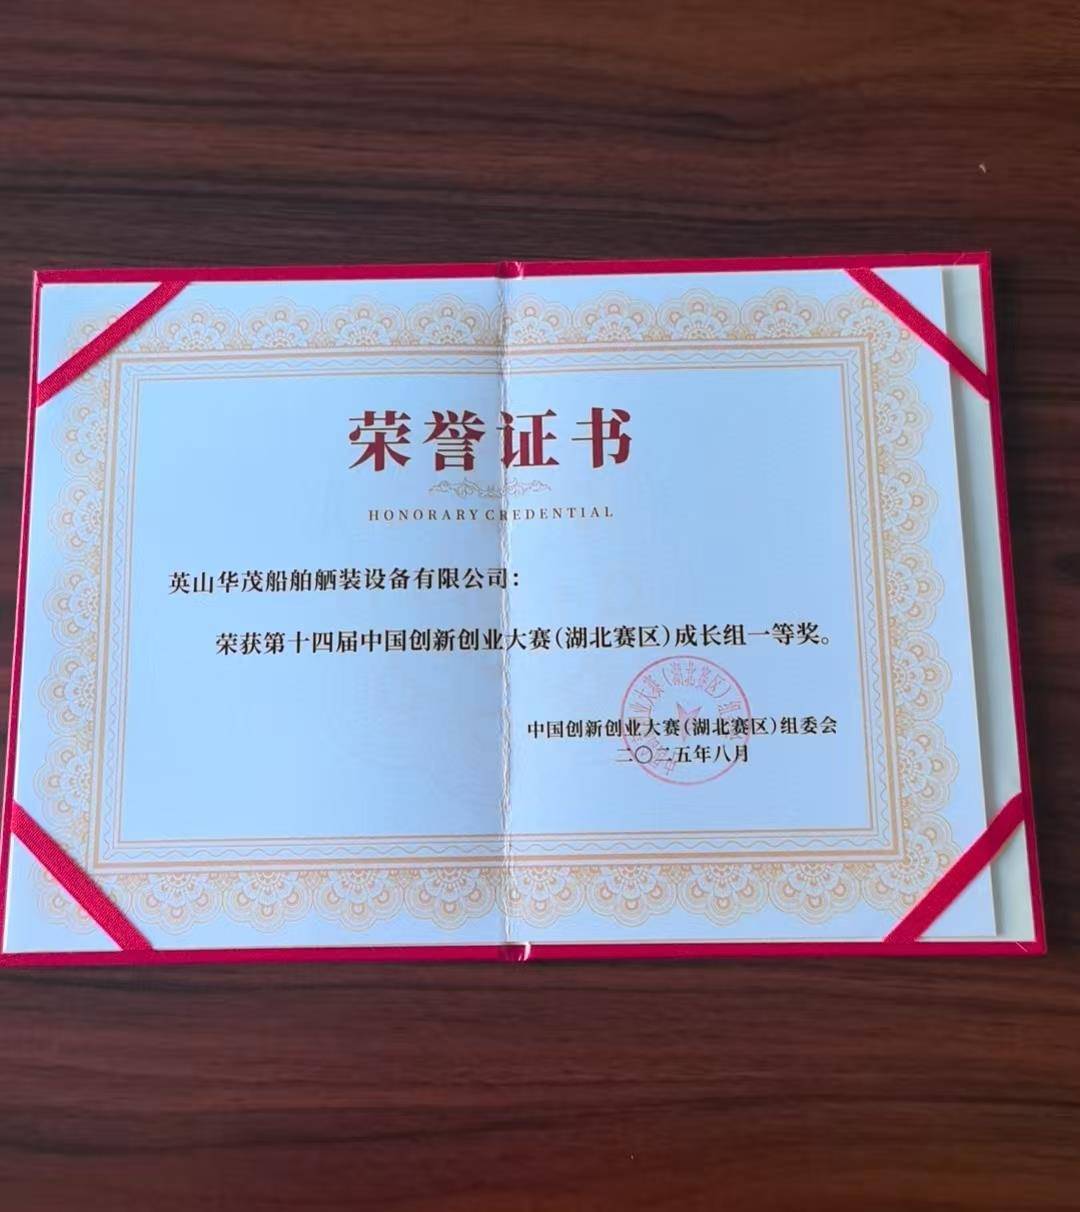 荣誉证书
HONORARY CREDENTIAL
英山华茂船舶舾装设备有限公司：
荣获第十四届中国创新创业大赛（湖北赛区）成长组一等奖。
中国创新创业大赛（湖北赛区）组委会
二〇二五年八月